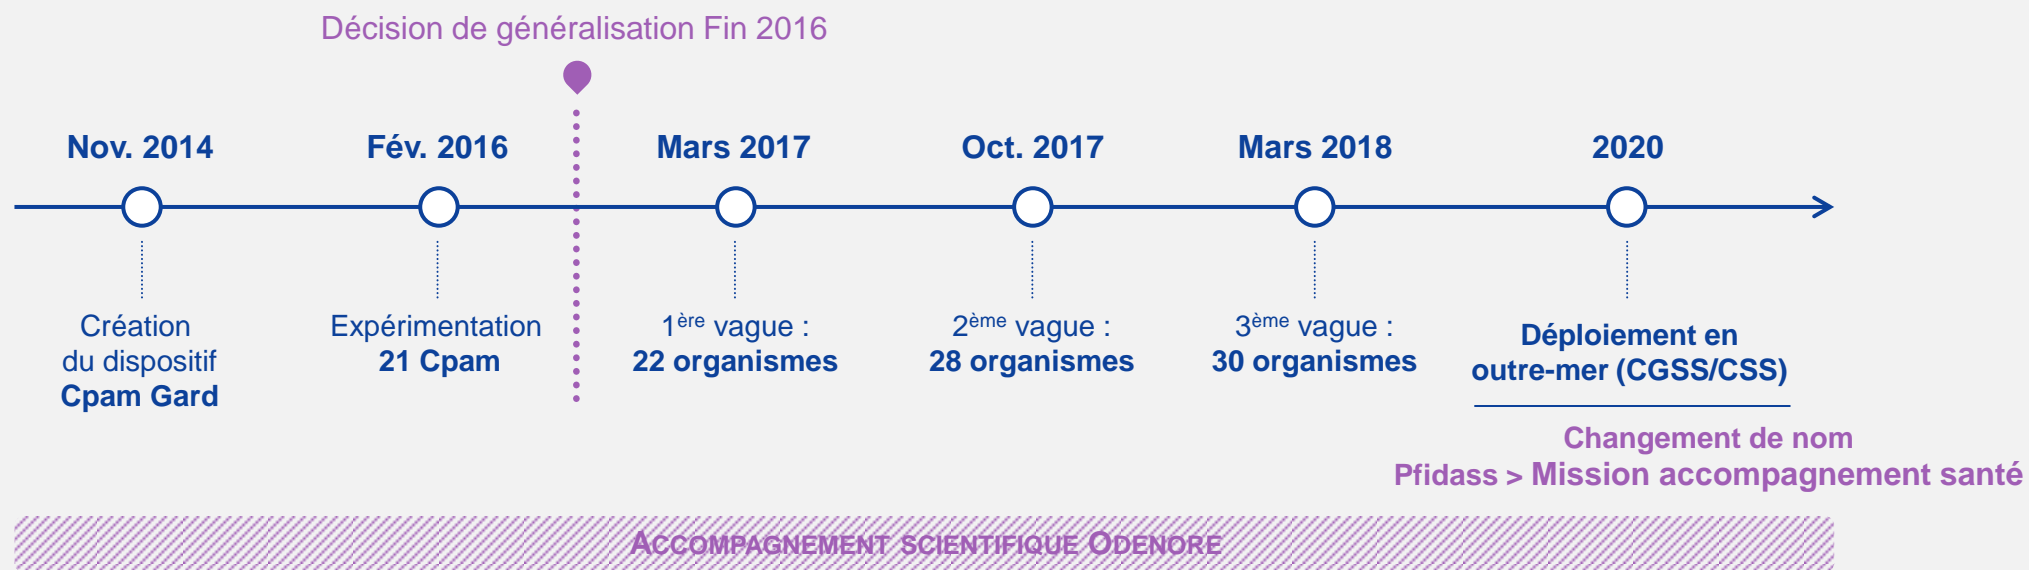 Décision de généralisation Fin 2016
Nov. 2014
Fév. 2016
Mars 2017
Oct. 2017
Mars 2018
2020
Création
du dispositif
Cpam Gard
Expérimentation
21 Cpam
1ère vague :
22 organismes
2ème vague :
28 organismes
3ème vague :
30 organismes
Déploiement en
outre-mer (CGSS/CSS)
Changement de nom
Pfidass > Mission accompagnement santé
ACCOMPAGNEMENT SCIENTIFIQUE ODENORE